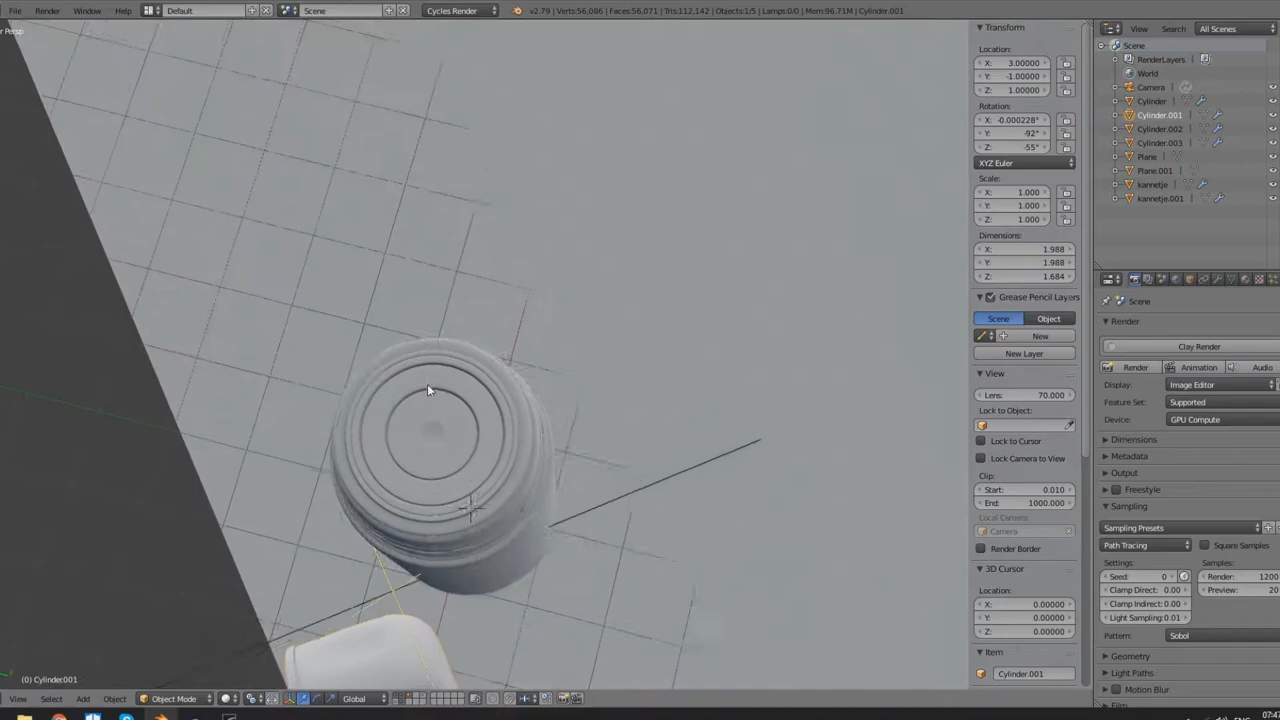 File Render Window Help Default Scene Cycles Render v2.79 | Verts:56,086 | Faces:56,071 | Tris:112,142 | Objects:1/5 | Lamps:0/0 | Mem:96.71M | Cylinder.001
r Persp
Transform
Location:
X: 3.00000
Y: -1.00000
Z: 1.00000
Rotation:
X: -0.000228°
Y: -92°
Z: -55°
XYZ Euler
Scale:
X: 1.000
Y: 1.000
Z: 1.000
Dimensions:
X: 1.988
Y: 1.988
Z: 1.684
Grease Pencil Layers
Scene Object
New
New Layer
View
Lens: 70.000
Lock to Object:
Lock to Cursor
Lock Camera to View
Clip:
Start: 0.010
End: 1000.000
Local Camera:
Camera
Render Border
3D Cursor
Location:
X: 0.00000
Y: 0.00000
Z: 0.00000
Item
Cylinder.001
View Search All Scenes
Scene
RenderLayers
World
Camera
Cylinder
Cylinder.001
Cylinder.002
Cylinder.003
Plane
Plane.001
kannetje
kannetje.001
Scene
Render
Clay Render
Render Animation Audio
Display: Image Editor
Feature Set: Supported
Device: GPU Compute
Dimensions
Metadata
Output
Freestyle
Sampling
Sampling Presets
Path Tracing Square Samples
Settings: Samples:
Seed: 0 Render: 1200
Clamp Direct: 0.00 Preview: 20
Clamp Indirect: 0.00
Light Sampling:0.01
Pattern: Sobol
Geometry
Light Paths
Motion Blur
(0) Cylinder.001
View Select Add Object Object Mode Global
ENG 07:47